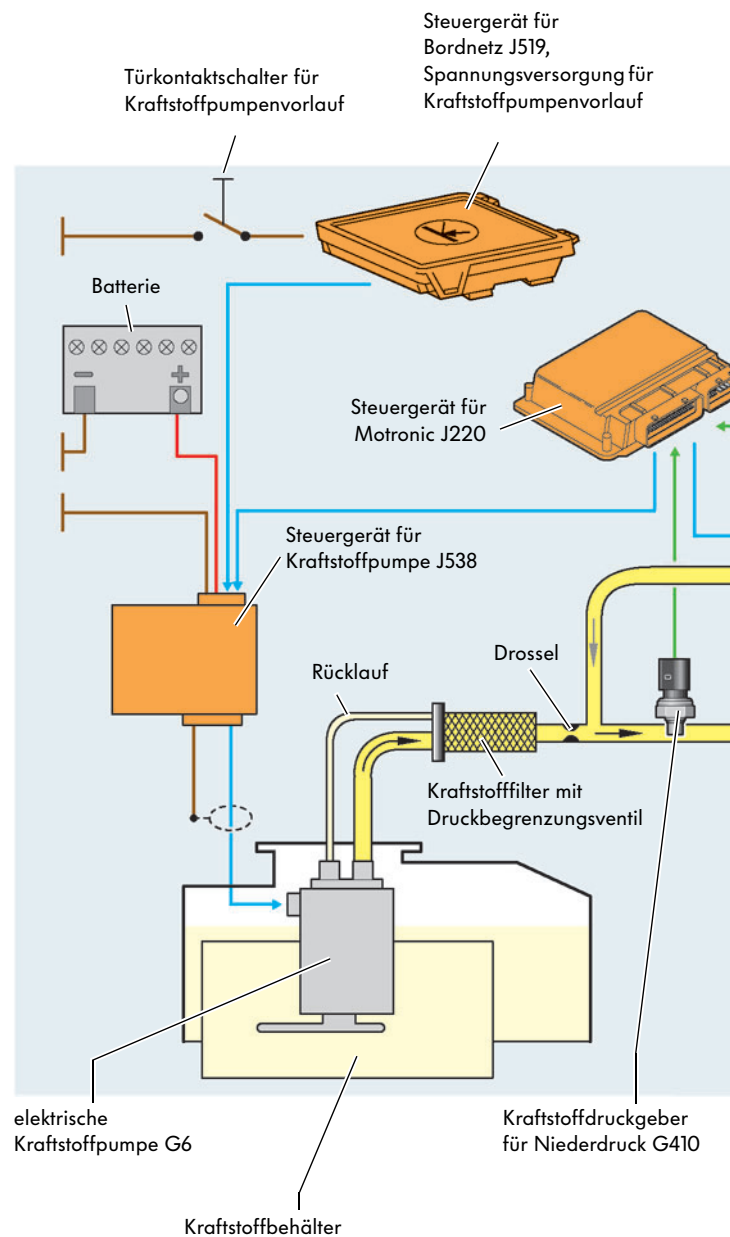 Steuergerät für
Bordnetz J519,
Spannungsversorgung für
Kraftstoffpumpenvorlauf
Türkontaktschalter für
Kraftstoffpumpenvorlauf
Batterie
Steuergerät für
Motronic J220
Steuergerät für
Kraftstoffpumpe J538
Rücklauf
Drossel
Kraftstofffilter mit
Druckbegrenzungsventil
elektrische
Kraftstoffpumpe G6
Kraftstoffdruckgeber
für Niederdruck G410
Kraftstoffbehälter